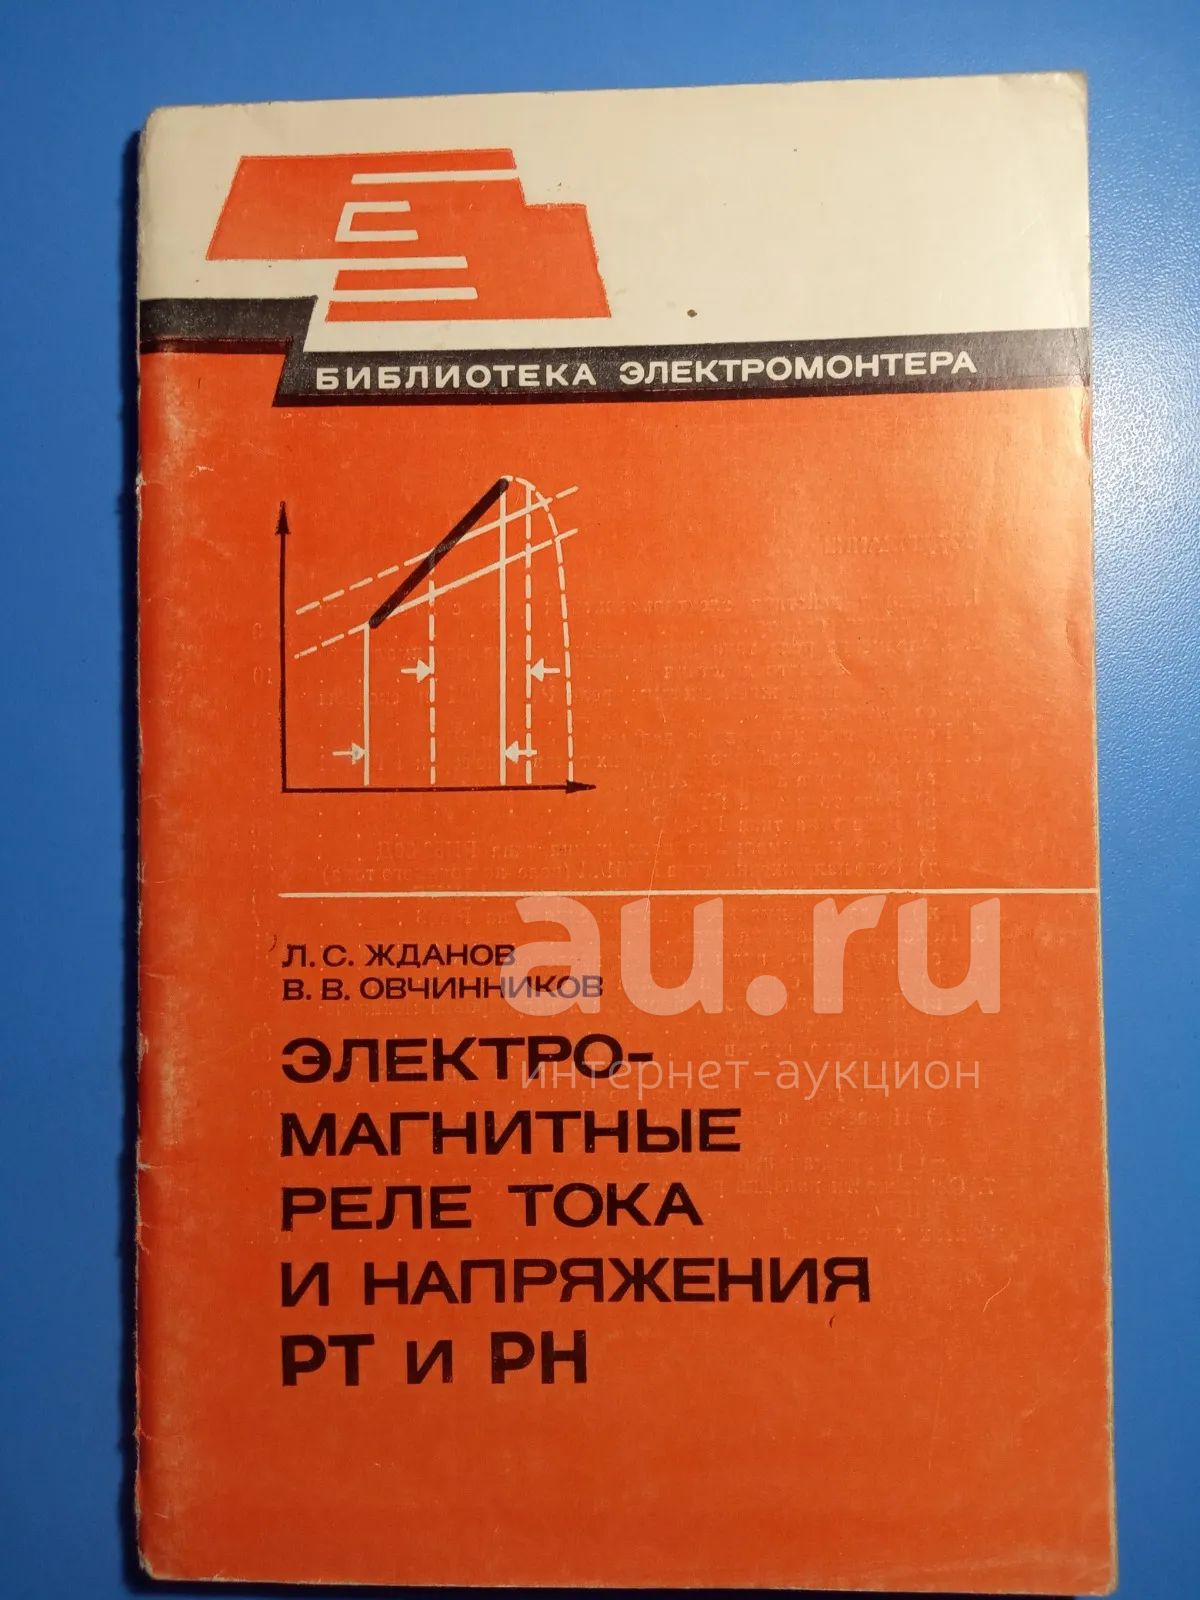 БИБЛИОТЕКА ЭЛЕКТРОМОНТЕРА
Л. С. ЖДАНОВ
В. В. ОВЧИННИКОВ
ЭЛЕКТРО-
МАГНИТНЫЕ
РЕЛЕ ТОКА
И НАПРЯЖЕНИЯ
РТ и РН
au.ru
интернет-аукцион